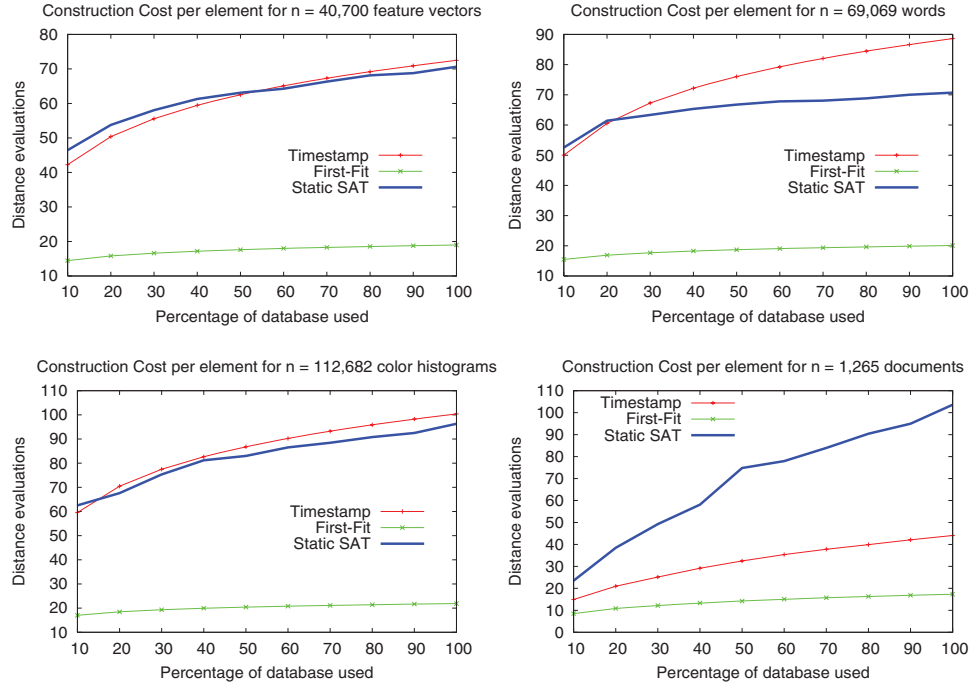 Construction Cost per element for n = 40,700 feature vectors
80
70
60
50
40
30
20
10
Distance evaluations
Timestamp
First-Fit
Static SAT
10 20 30 40 50 60 70 80 90 100
Percentage of database used
Construction Cost per element for n = 69,069 words
90
80
70
60
50
40
30
20
10
Distance evaluations
Timestamp
First-Fit
Static SAT
10 20 30 40 50 60 70 80 90 100
Percentage of database used
Construction Cost per element for n = 112,682 color histograms
110
100
90
80
70
60
50
40
30
20
10
Distance evaluations
Timestamp
First-Fit
Static SAT
10 20 30 40 50 60 70 80 90 100
Percentage of database used
Construction Cost per element for n = 1,265 documents
110
100
90
80
70
60
50
40
30
20
10
0
Distance evaluations
Timestamp
First-Fit
Static SAT
10 20 30 40 50 60 70 80 90 100
Percentage of database used